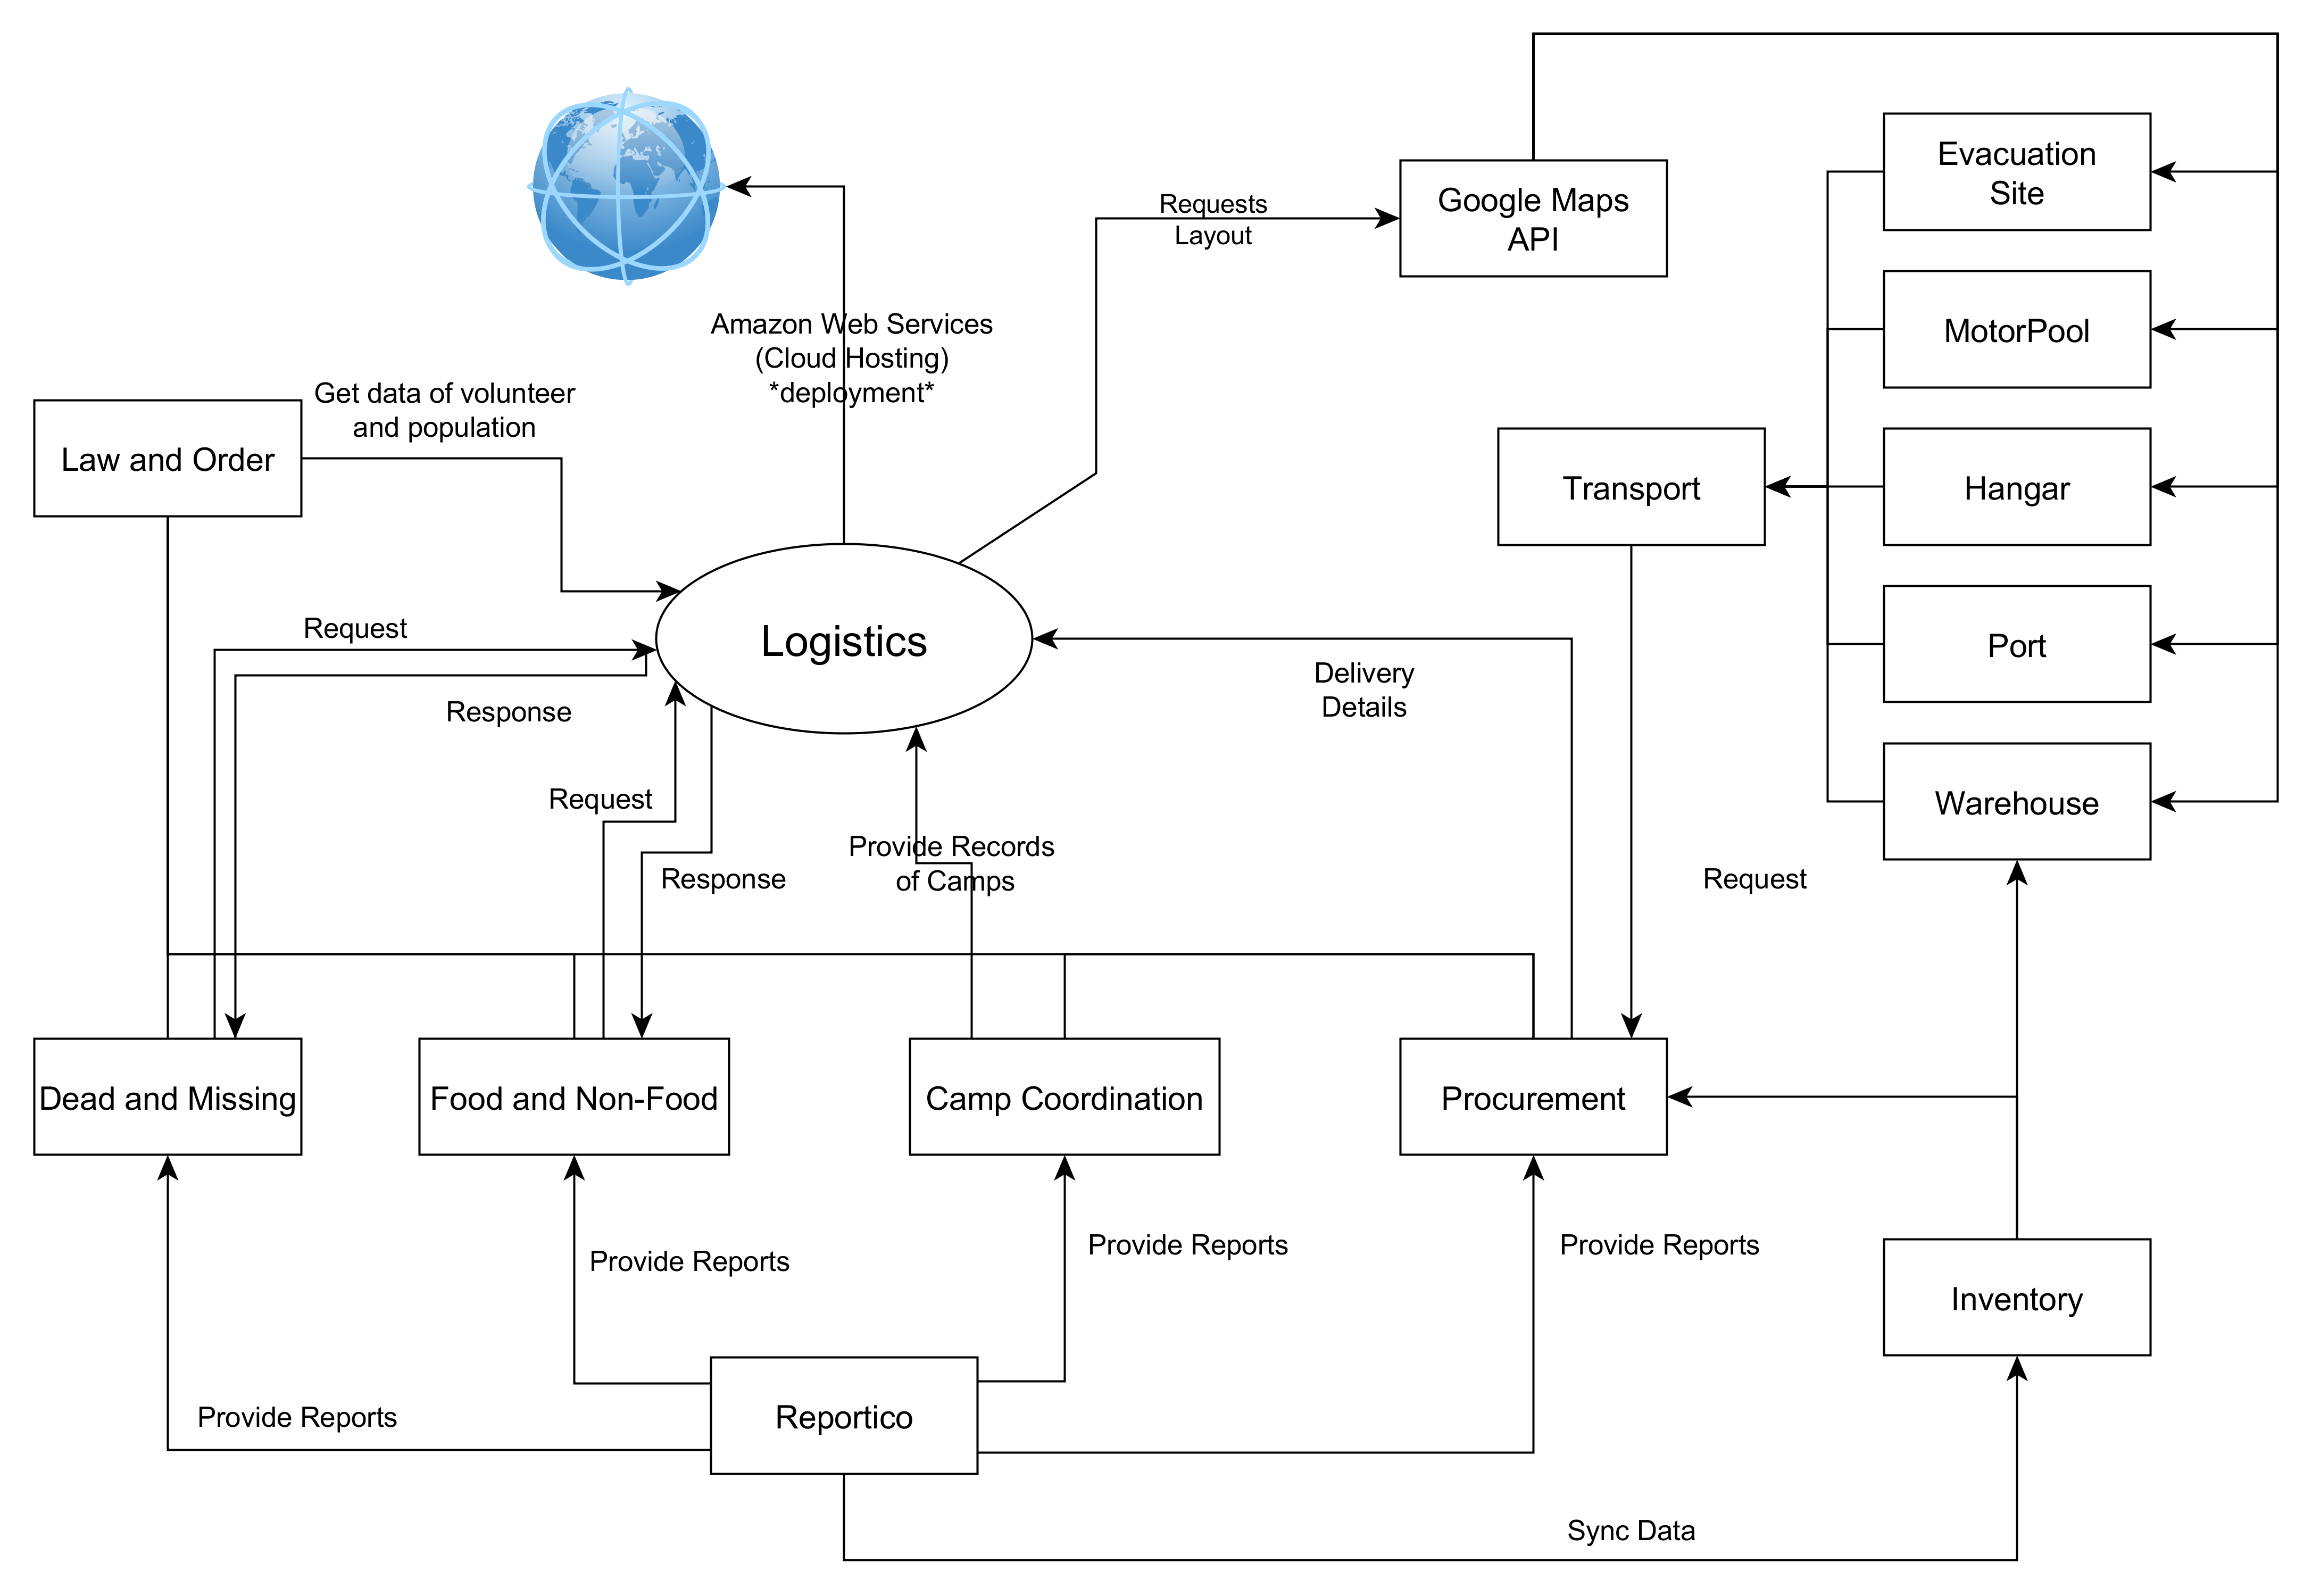 Evacuation
Site
Requests
Layout
Google Maps
API
Amazon Web Services
(Cloud Hosting)
*deployment*
MotorPool
Get data of volunteer
and population
Law and Order
Transport
Hangar
Request
Logistics
Port
Response
Delivery
Details
Request
Warehouse
Provide Records
of Camps
Response
Request
Dead and Missing
Food and Non-Food
Camp Coordination
Procurement
Provide Reports
Provide Reports
Provide Reports
Inventory
Provide Reports
Reportico
Sync Data